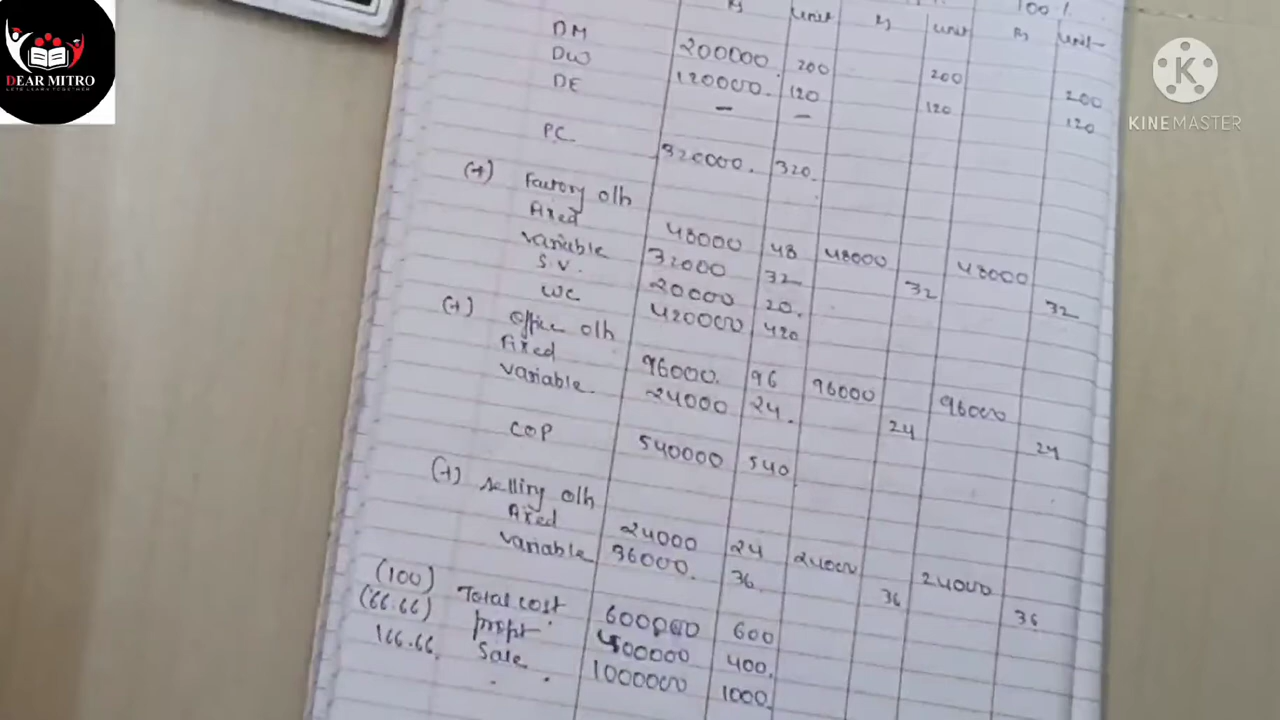 DEAR MITRO
LETS LEARN TOGETHER
KINEMASTER
100 %
Rs unit Rs unit Rs unit
DM 200000 200 200 200
DW 120000 120 120 120
DE - -
PC 320000 320
(+) Factory o/h
Fixed 48000 48 48000 48000
variable 32000 32 32 32
S.V. 20000 20
WC 420000 420
(+) Office o/h
Fixed 96000 96 96000 96000
variable 24000 24 24 24
COP 540000 540
(+) selling o/h
Fixed 24000 24 24000 24000
variable 36000 36 36 36
(100) Total cost 600000 600
(66.66) profit 400000 400
166.66 Sale 1000000 1000